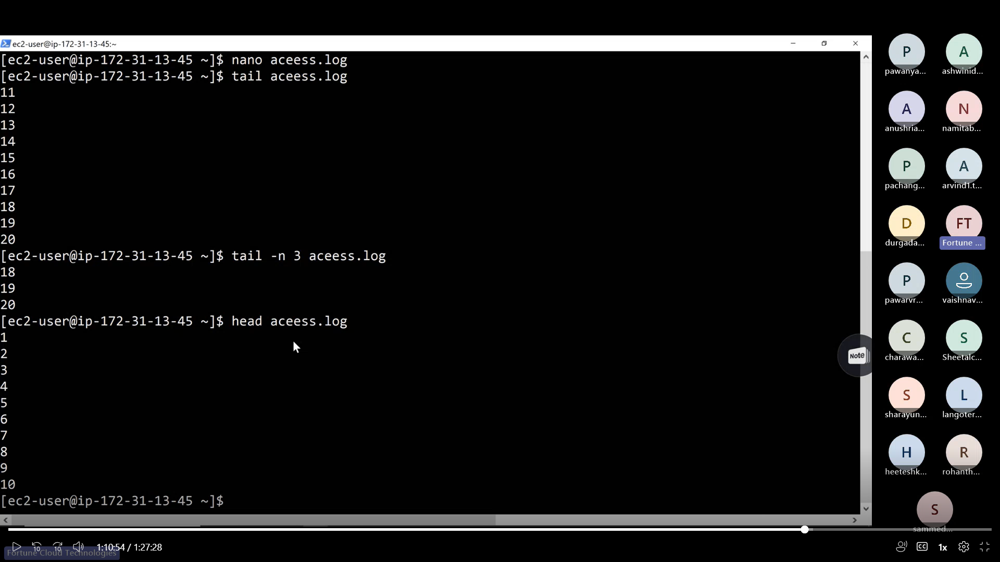 ec2-user@ip-172-31-13-45:~
[ec2-user@ip-172-31-13-45 ~]$ nano aceess.log
[ec2-user@ip-172-31-13-45 ~]$ tail aceess.log
11
12
13
14
15
16
17
18
19
20
[ec2-user@ip-172-31-13-45 ~]$ tail -n 3 aceess.log
18
19
20
[ec2-user@ip-172-31-13-45 ~]$ head aceess.log
1
2
3
4
5
6
7
8
9
10
[ec2-user@ip-172-31-13-45 ~]$
Note
P
pawanya...
A
ashwinid...
A
anushria...
N
namitab...
P
pachang...
A
arvind1.t...
D
durgada...
FT
Fortune ...
P
pawarvr...
vaishnav...
C
charawa...
S
Sheetalc...
S
sharayun...
L
langoter...
H
heeteshk...
R
rohanth...
S
sammed...
10
10
1:10:54 / 1:27:28
Fortune Cloud Technologies
CC
1x